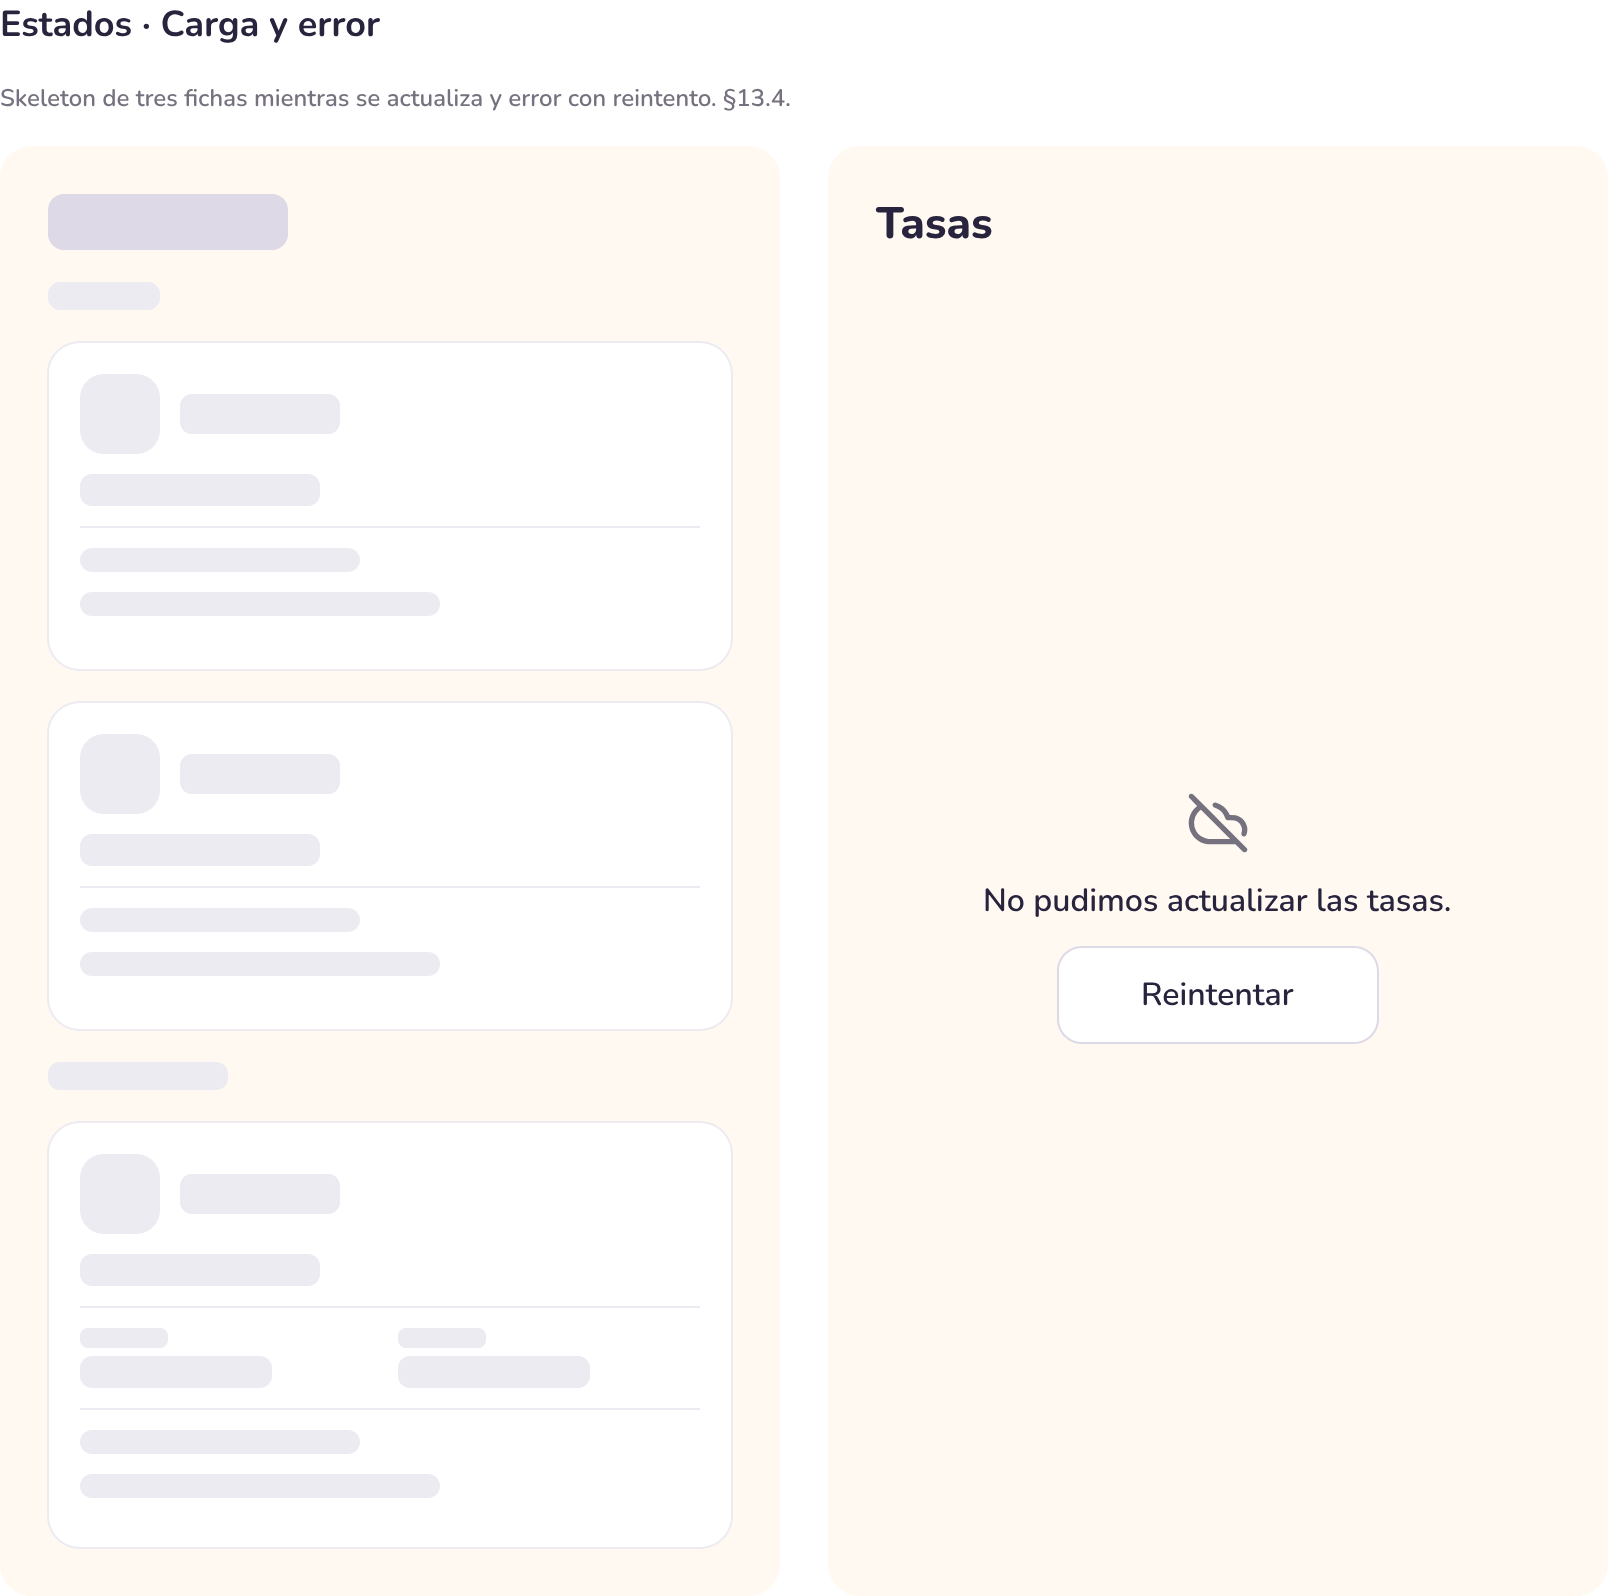 Estados · Carga y error
Skeleton de tres fichas mientras se actualiza y error con reintento. §13.4.
Tasas
No pudimos actualizar las tasas.
Reintentar